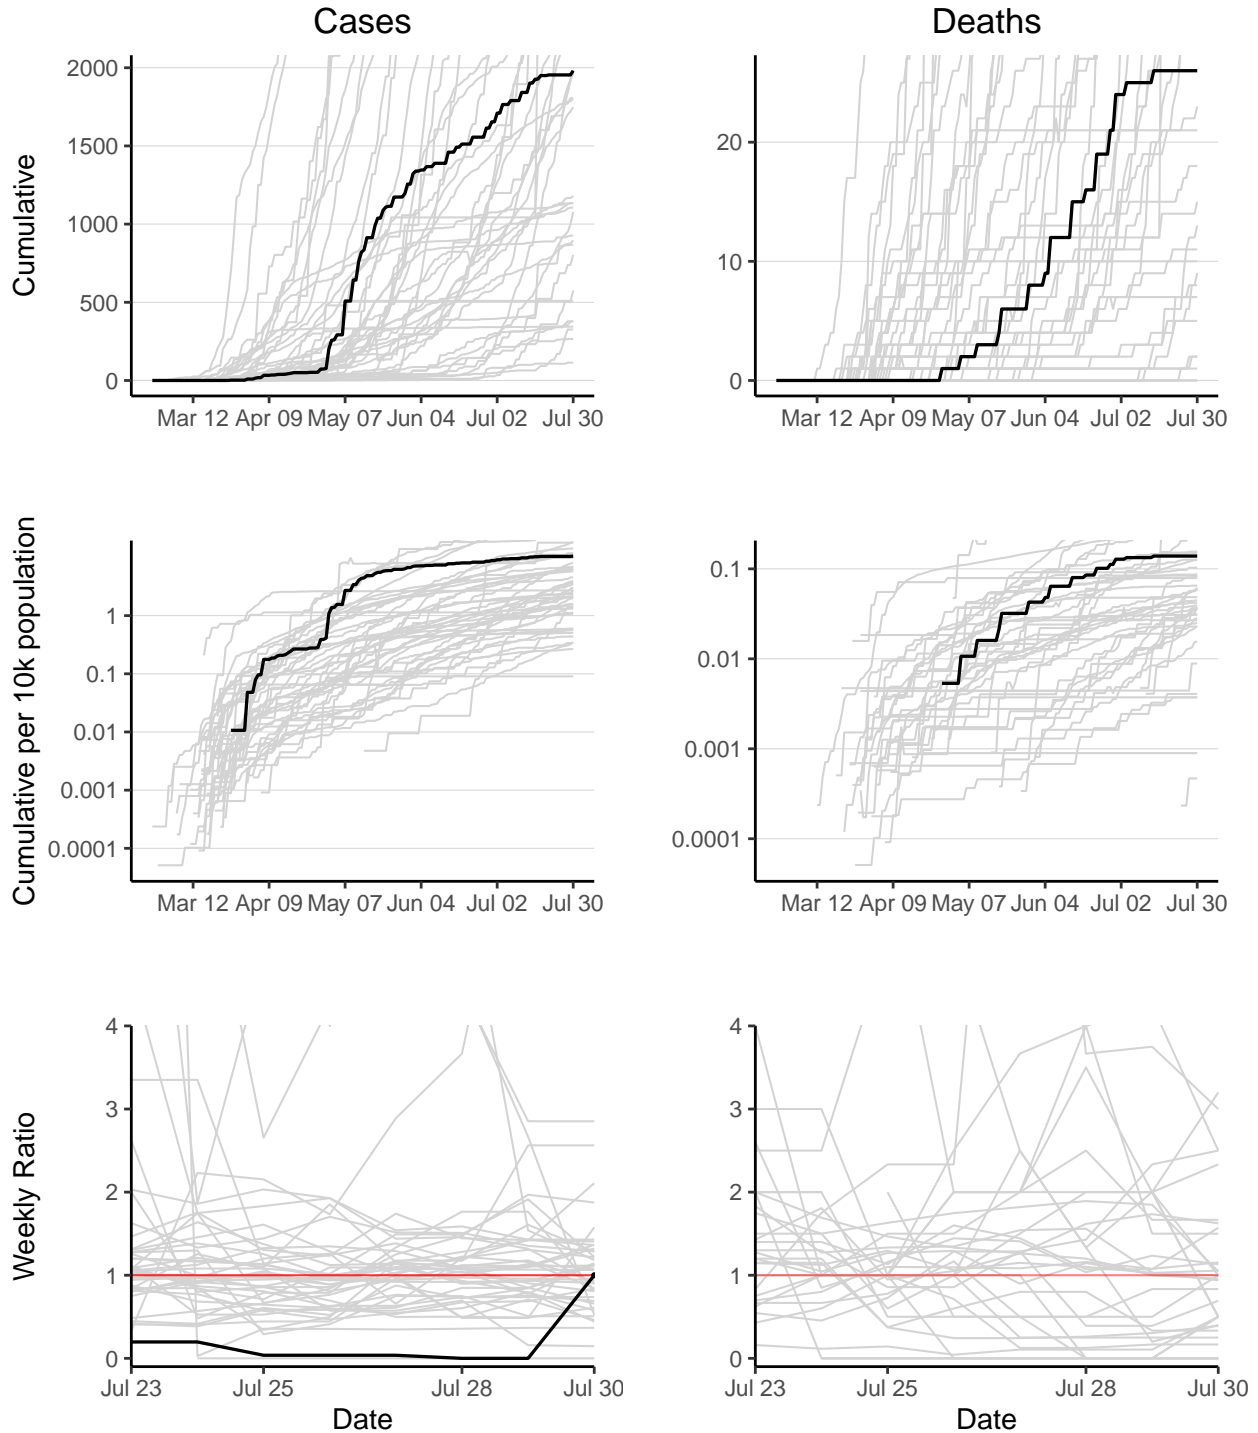 Cases
Deaths
Cumulative
2000
1500
1000
500
0
Mar 12 Apr 09 May 07 Jun 04 Jul 02 Jul 30
20
10
0
Mar 12 Apr 09 May 07 Jun 04 Jul 02 Jul 30
Cumulative per 10k population
1
0.1
0.01
0.001
0.0001
Mar 12 Apr 09 May 07 Jun 04 Jul 02 Jul 30
0.1
0.01
0.001
0.0001
Mar 12 Apr 09 May 07 Jun 04 Jul 02 Jul 30
Weekly Ratio
4
3
2
1
0
Jul 23 Jul 25 Jul 28 Jul 30
Date
4
3
2
1
0
Jul 23 Jul 25 Jul 28 Jul 30
Date